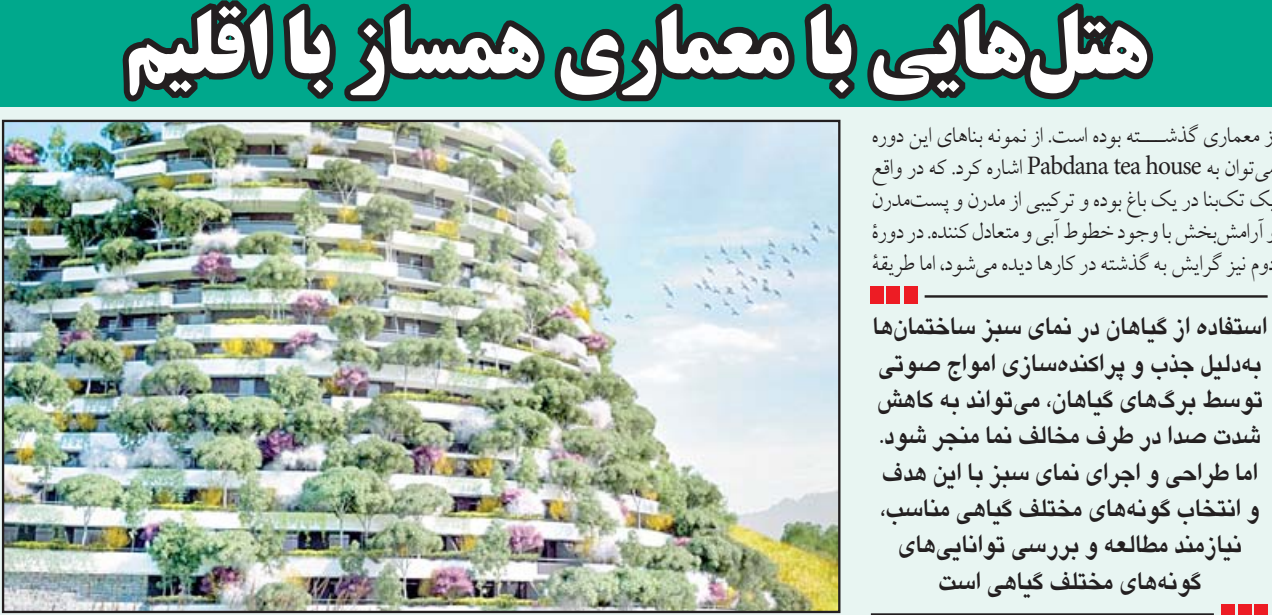 هتل‌هایی با معماری همساز با اقلیم
از معماری گذشته بوده است. از نمونه بناهای این دوره
می‌توان به Pabdana tea house اشاره کرد. که در واقع
یک تک‌بنا در یک باغ بوده و ترکیبی از مدرن و پست‌مدرن
و آرامش‌بخش با وجود خطوط آبی و متعادل کننده. در دورهٔ
دوم نیز گرایش به گذشته در کارها دیده می‌شود، اما طریقهٔ
استفاده از گیاهان در نمای سبز ساختمان‌ها
به‌دلیل جذب و پراکنده‌سازی امواج صوتی
توسط برگ‌های گیاهان، می‌تواند به کاهش
شدت صدا در طرف مخالف نما منجر شود.
اما طراحی و اجرای نمای سبز با این هدف
و انتخاب گونه‌های مختلف گیاهی مناسب،
نیازمند مطالعه و بررسی توانایی‌های
گونه‌های مختلف گیاهی است